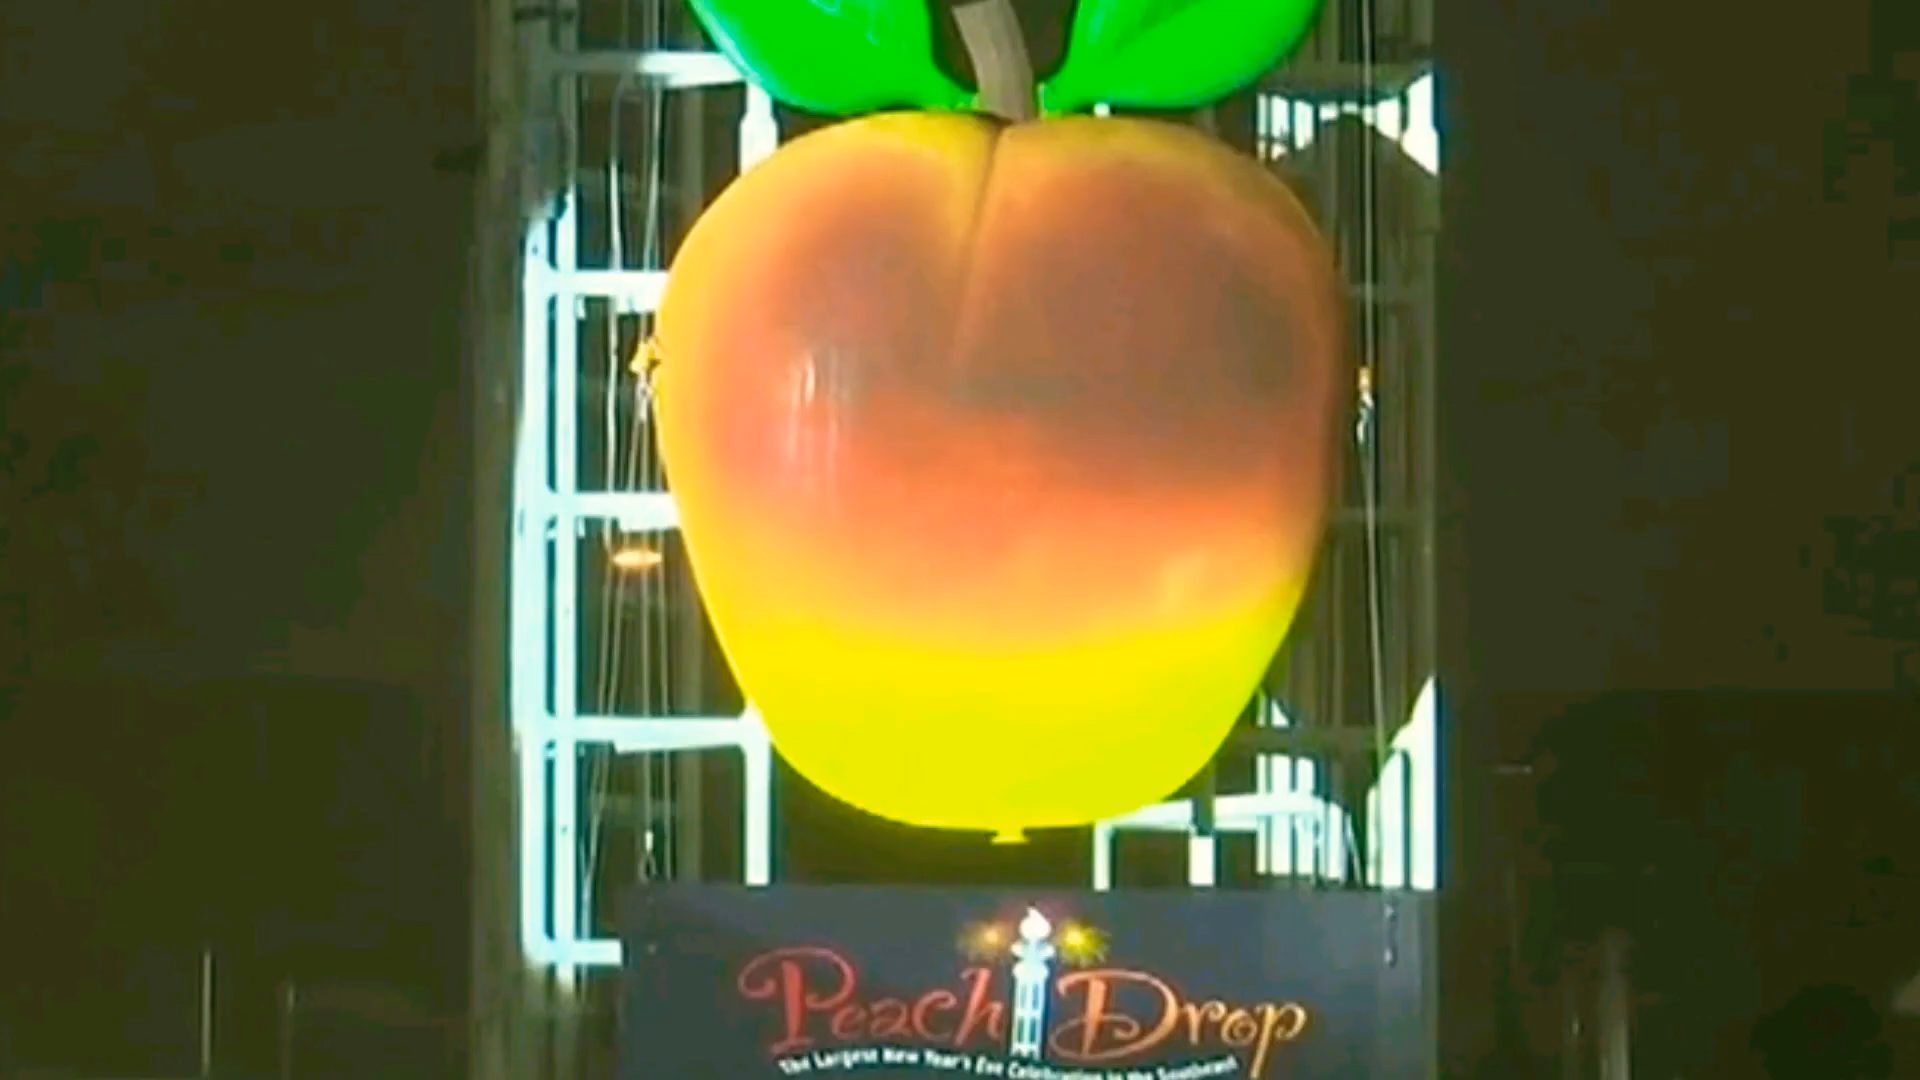 Peach Drop
The Largest New Year's Eve Celebration in the Southeast